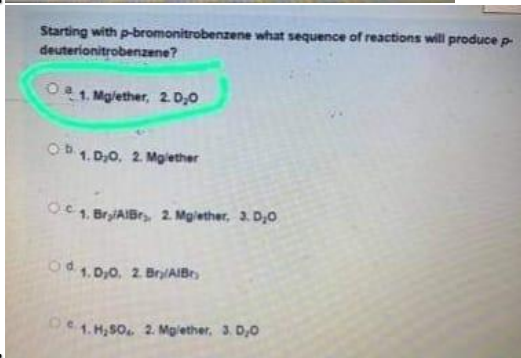 Starting with p-bromonitrobenzene what sequence of reactions will produce p-
deuterionitrobenzene?
a. 1. Mg/ether, 2. D₂O
b. 1. D₂O, 2. Mg/ether
c. 1. Br₂/AlBr₃, 2. Mg/ether, 3. D₂O
d. 1. D₂O, 2. Br₂/AlBr₃
e. 1. H₂SO₄, 2. Mg/ether, 3. D₂O